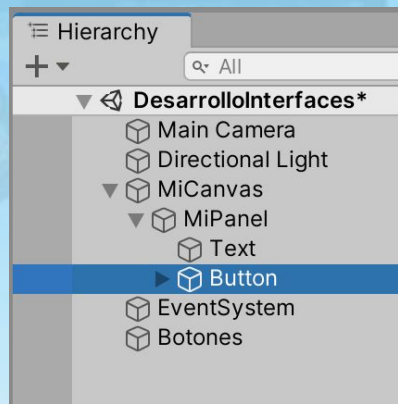 Hierarchy
All
DesarrolloInterfaces*
Main Camera
Directional Light
MiCanvas
MiPanel
Text
Button
EventSystem
Botones